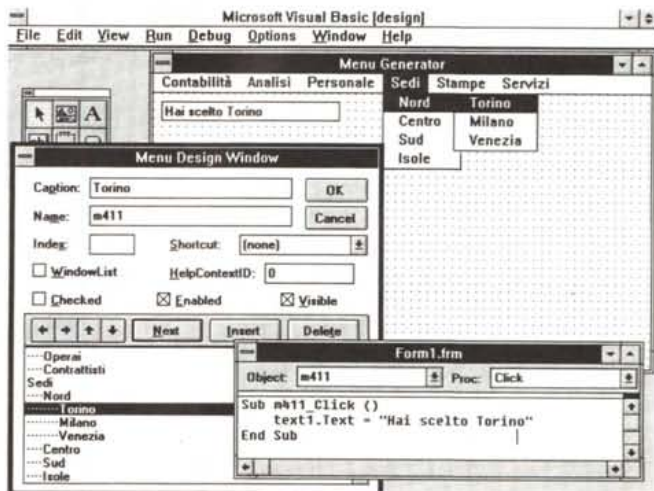 Microsoft Visual Basic [design]
File Edit View Run Debug Options Window Help
Menu Generator
Contabilità Analisi Personale Sedi Stampe Servizi
Hai scelto Torino
Nord Torino
Centro Milano
Sud Venezia
Isole
A
Menu Design Window
Caption: Torino OK
Name: m411 Cancel
Index: Shortcut: (none)
WindowList HelpContextID: 0
Checked Enabled Visible
Next Insert Delete
Operai
Contrattisti
Sedi
Nord
Torino
Milano
Venezia
Centro
Sud
Isole
Form1.frm
Object: m411 Proc: Click
Sub m411_Click ()
text1.Text = "Hai scelto Torino"
End Sub